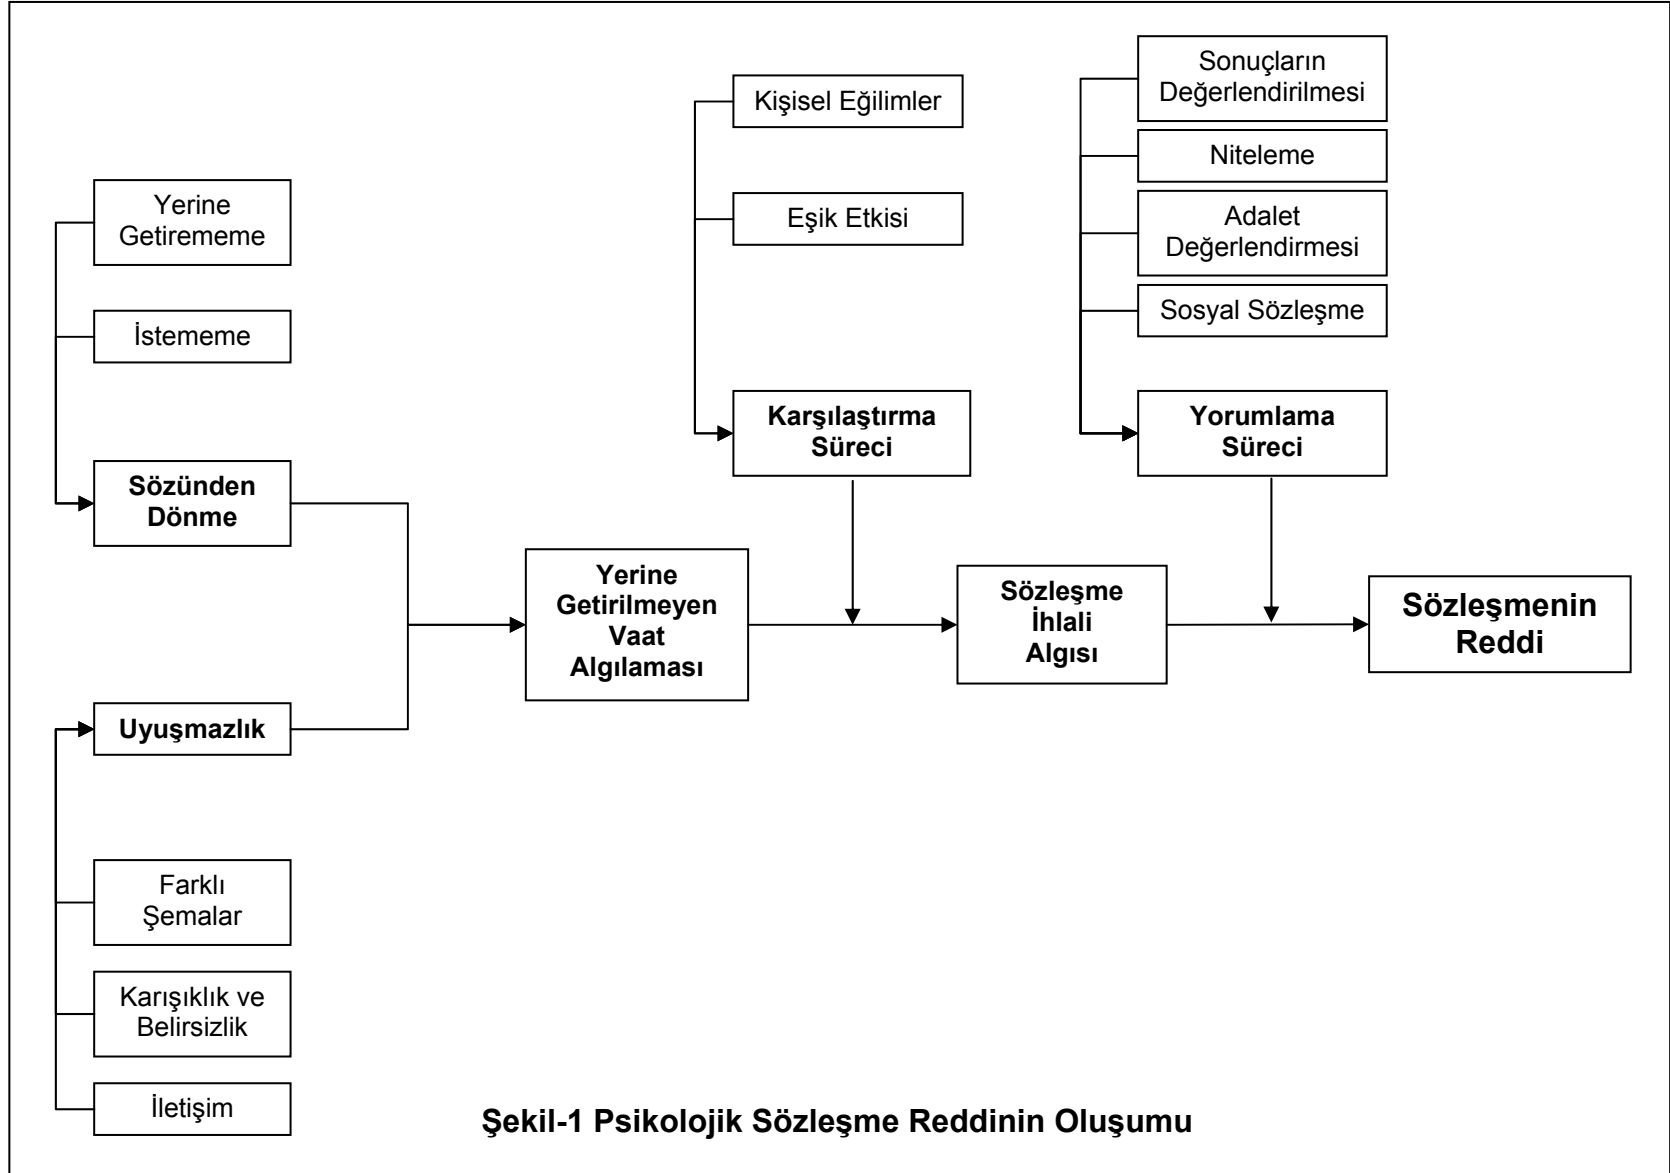 Sonuçların
Değerlendirilmesi
Kişisel Eğilimler
Niteleme
Yerine
Getirememe
Eşik Etkisi
Adalet
Değerlendirmesi
İstememe
Sosyal Sözleşme
Karşılaştırma
Süreci
Yorumlama
Süreci
Sözünden
Dönme
Yerine
Getirilmeyen
Vaat
Algılaması
Sözleşme
İhlali
Algısı
Sözleşmenin
Reddi
Uyuşmazlık
Farklı
Şemalar
Karışıklık ve
Belirsizlik
İletişim
Şekil-1 Psikolojik Sözleşme Reddinin Oluşumu